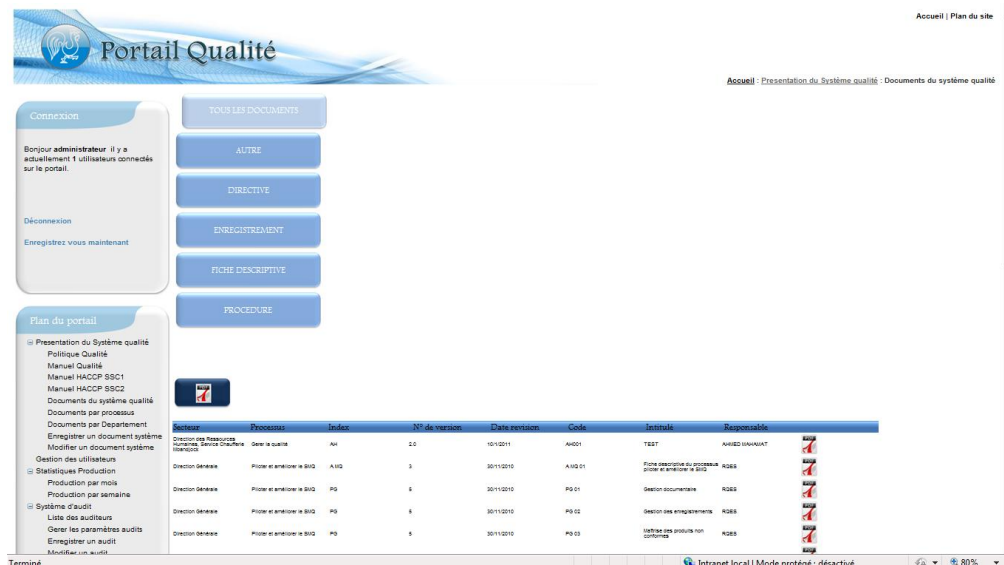 Accueil | Plan du site
Portail Qualité
Accueil : Presentation du Système qualité : Documents du système qualité
Connexion
Bonjour administrateur il y a
actuellement 1 utilisateurs connectés
sur le portail.
Déconnexion
Enregistrez vous maintenant
TOUS LES DOCUMENTS
AUTRE
DIRECTIVE
ENREGISTREMENT
FICHE DESCRIPTIVE
PROCEDURE
Plan du portail
Presentation du Système qualité
Politique Qualité
Manuel Qualité
Manuel HACCP SSC1
Manuel HACCP SSC2
Documents du système qualité
Documents par processus
Documents par Departement
Enregistrer un document système
Modifier un document système
Gestion des utilisateurs
Statistiques Production
Production par mois
Production par semaine
Système d'audit
Liste des auditeurs
Gerer les paramètres audits
Enregistrer un audit
Modifier un audit
Secteur Processus Index N° de version Date revision Code Intitulé Responsable
Direction des Ressources
Humaines, Service Chaufferie
Moandjock
Gerer la qualité AH 2.0 10/1/2011 AH001 TEST AHMED MAHAMAT
Direction Générale Piloter et améliorer le SMQ A.MQ 3 30/11/2010 A.MQ 01 Fiche descriptive du processus
piloter et améliorer le SMQ RQES
Direction Générale Piloter et améliorer le SMQ PG 5 30/11/2010 PG 01 Gestion documentaire RQES
Direction Générale Piloter et améliorer le SMQ PG 5 30/11/2010 PG 02 Gestion des enregistrements RQES
Direction Générale Piloter et améliorer le SMQ PG 5 30/11/2010 PG 03 Maîtrise des produits non
conformes RQES
Terminé
Intranet local | Mode protégé : désactivé
80%